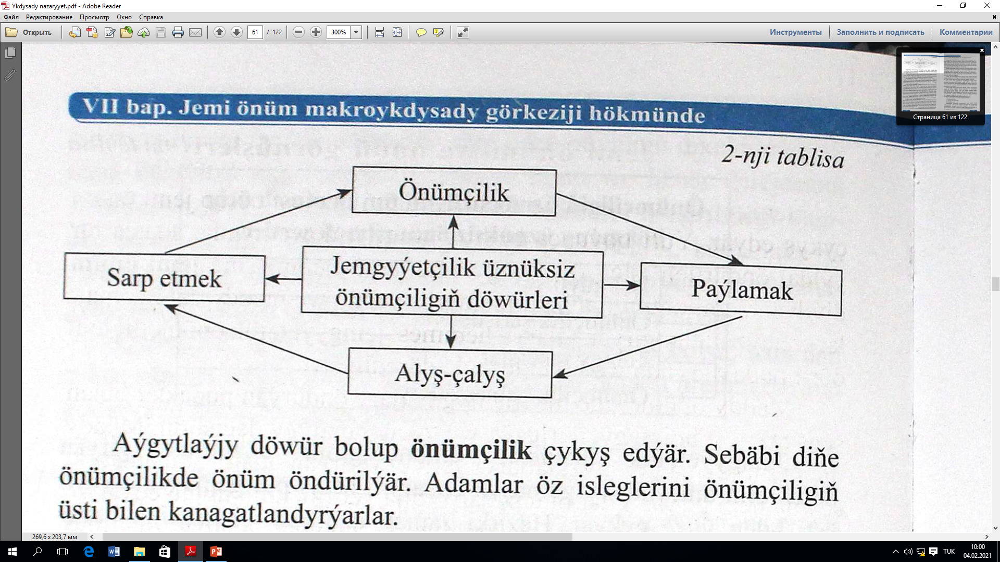 Ykdysady nazaryyet.pdf - Adobe Reader
Файл Редактирование Просмотр Окно Справка
Открыть 61 / 122 300% Инструменты Заполнить и подписать Комментарии
Страница 61 из 122
VII bap. Jemi önüm makroykdysady görkeziji hökmünde
2-nji tablisa
Önümçilik
Sarp etmek
Jemgyýetçilik üznüksiz
önümçiligiň döwürleri
Paýlamak
Alyş-çalyş
Aýgytlaýjy döwür bolup önümçilik çykyş edýär. Sebäbi diňe
önümçilikde önüm öndürilýär. Adamlar öz isleglerini önümçiligiň
üsti bilen kanagatlandyrýarlar.
269,6 x 203,7 мм
TUK
10:00
04.02.2021